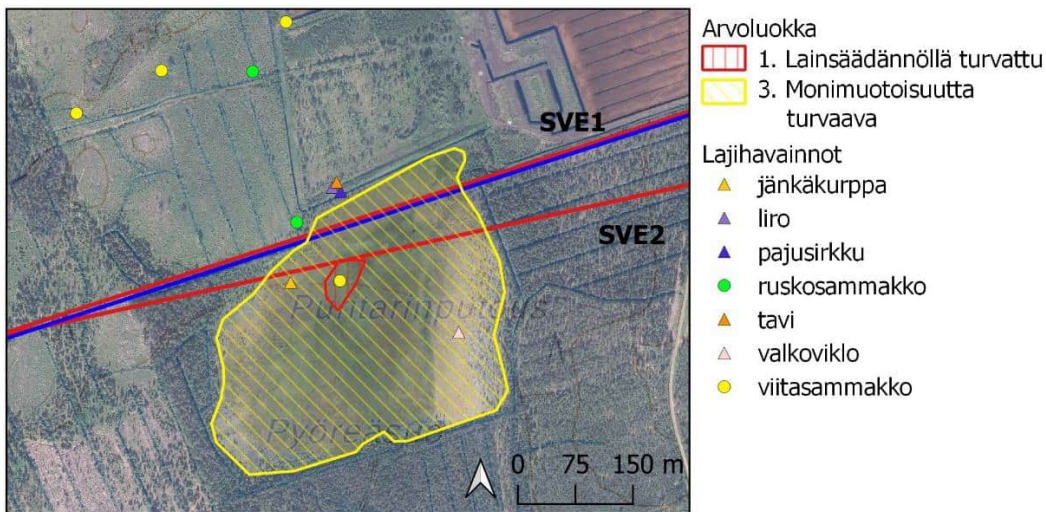 SVE1
SVE2
Pyöreäsuo
0 75 150 m
Arvoluokka
1. Lainsäädännöllä turvattu
3. Monimuotoisuutta
turvaava
Lajihavainnot
jänkäkurppa
liro
pajusirkku
ruskosammakko
tavi
valkoviklo
viitasammakko